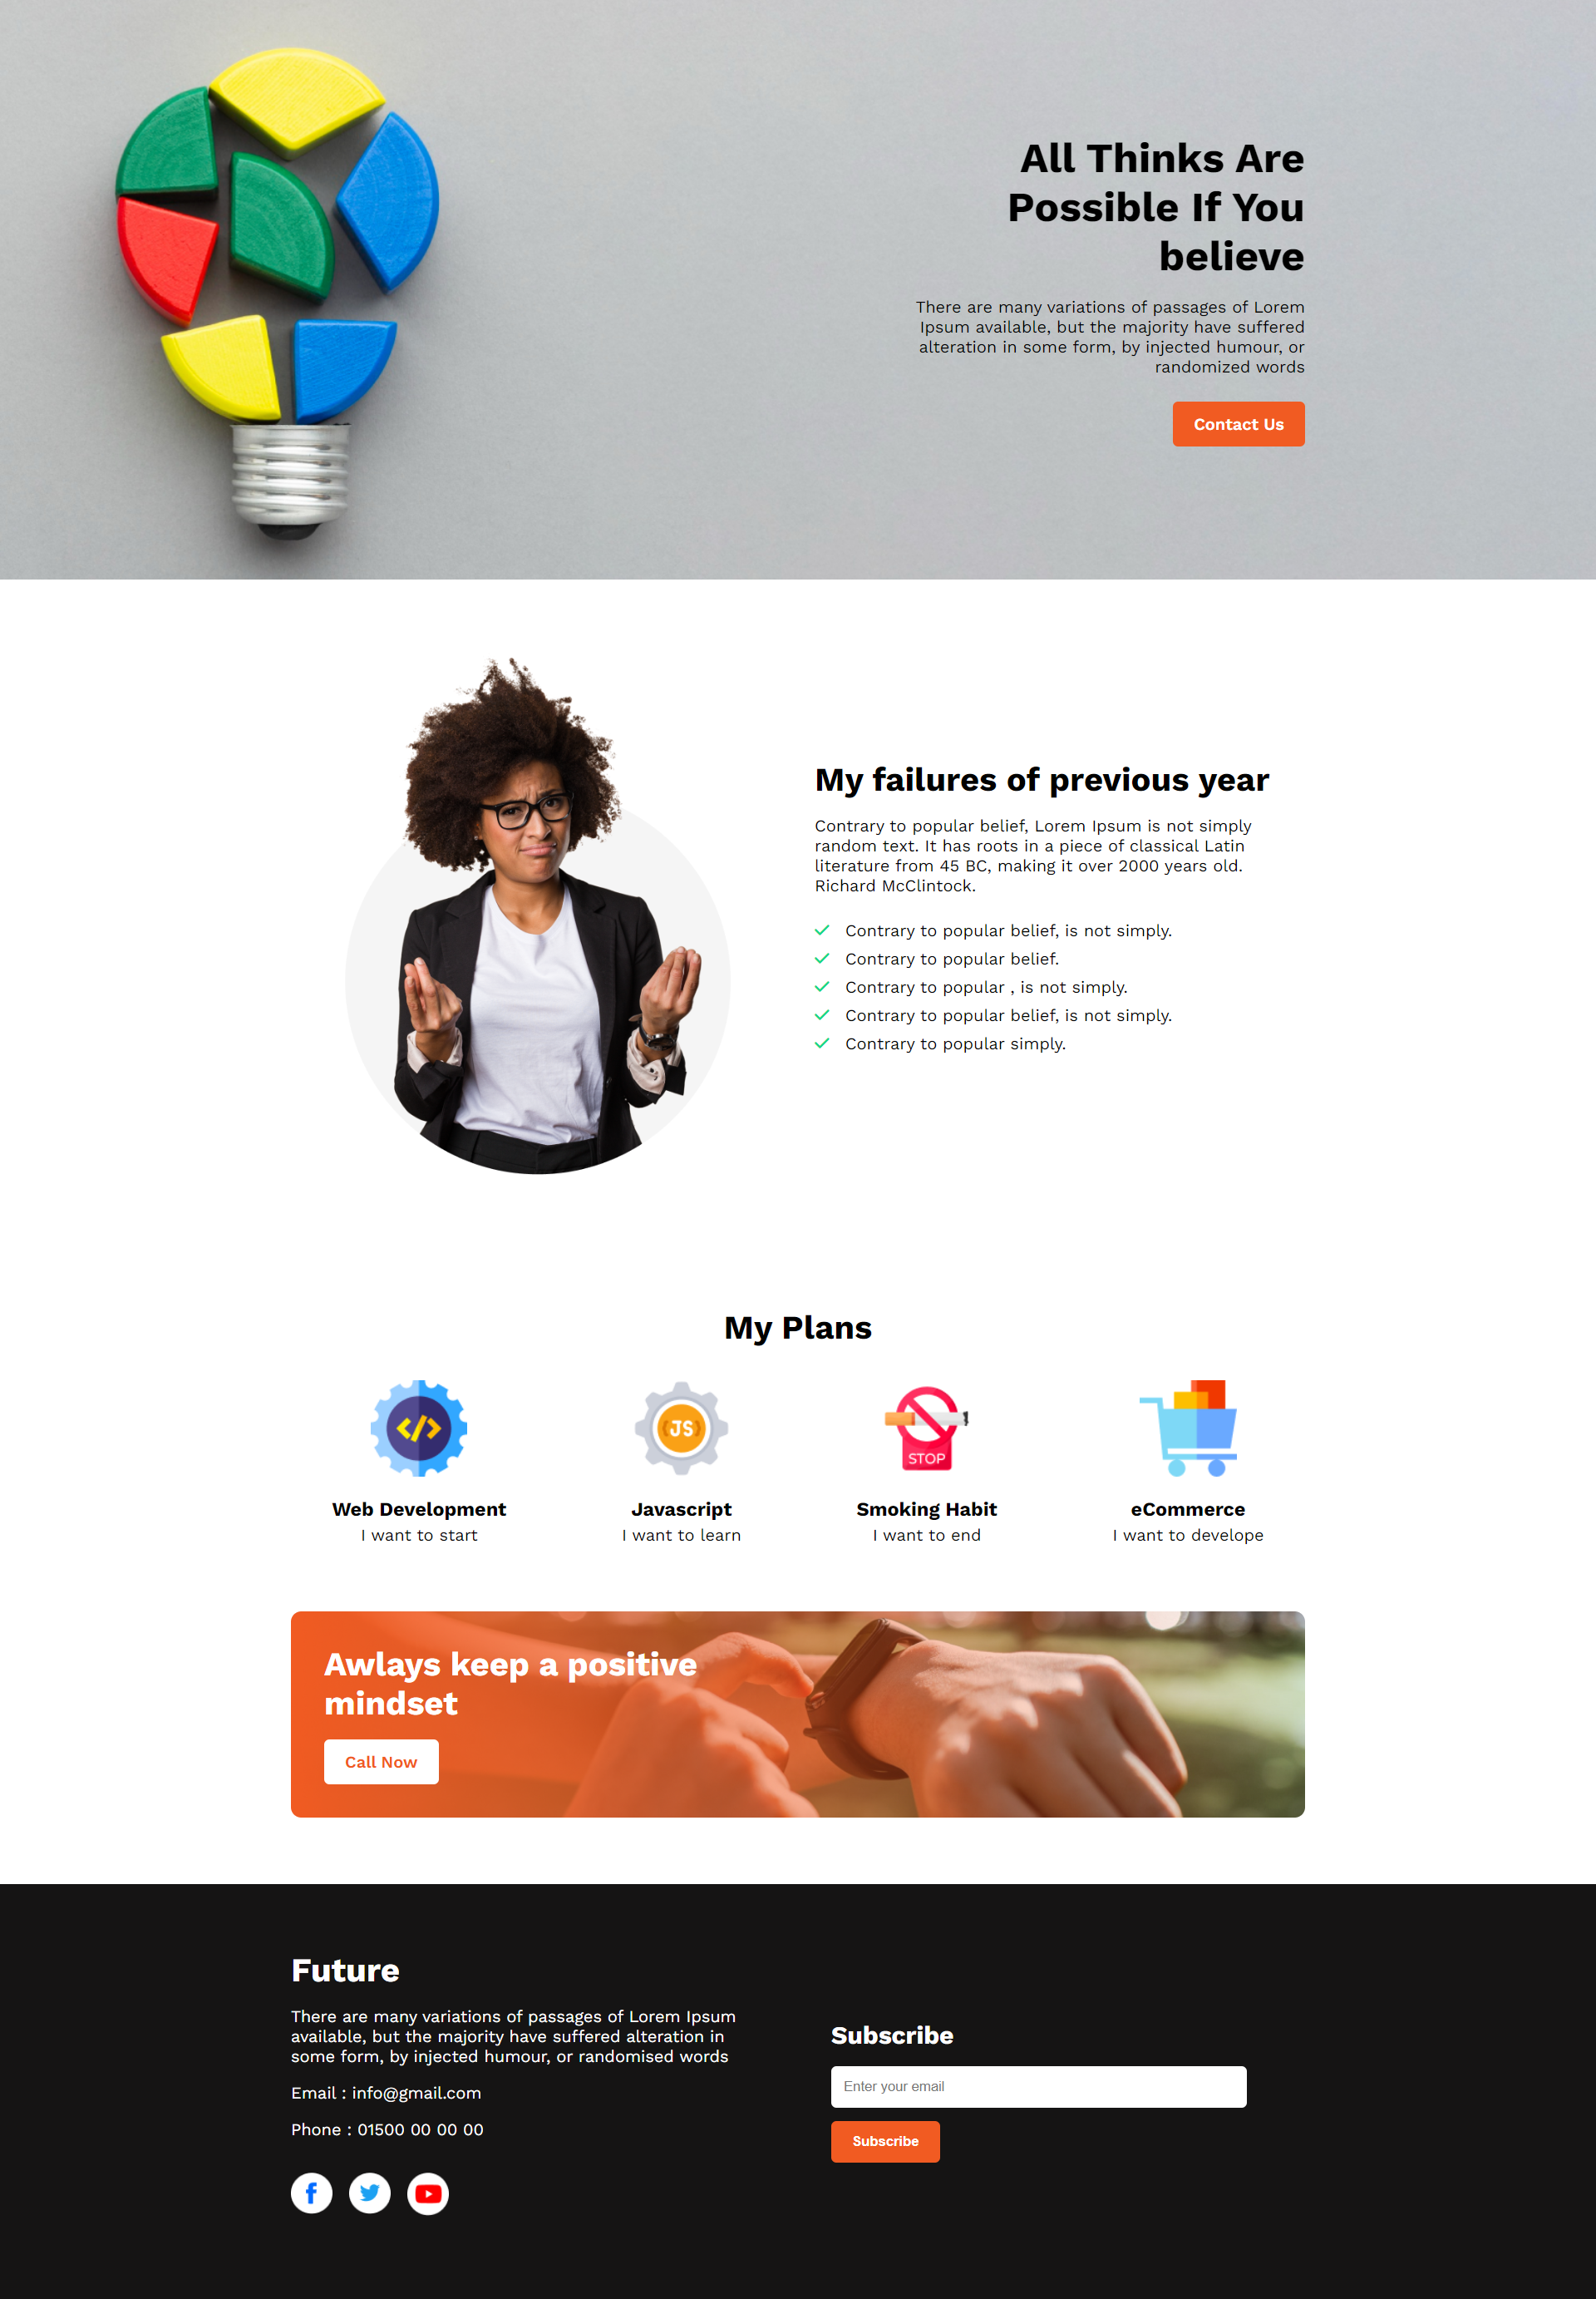 All Thinks Are
Possible If You
believe
There are many variations of passages of Lorem
Ipsum available, but the majority have suffered
alteration in some form, by injected humour, or
randomized words
Contact Us
My failures of previous year
Contrary to popular belief, Lorem Ipsum is not simply
random text. It has roots in a piece of classical Latin
literature from 45 BC, making it over 2000 years old.
Richard McClintock.
Contrary to popular belief, is not simply.
Contrary to popular belief.
Contrary to popular , is not simply.
Contrary to popular belief, is not simply.
Contrary to popular simply.
My Plans
</>
JS
STOP
Web Development
I want to start
Javascript
I want to learn
Smoking Habit
I want to end
eCommerce
I want to develope
Awlays keep a positive
mindset
Call Now
Future
There are many variations of passages of Lorem Ipsum
available, but the majority have suffered alteration in
some form, by injected humour, or randomised words
Email : info@gmail.com
Phone : 01500 00 00 00
Subscribe
Enter your email
Subscribe